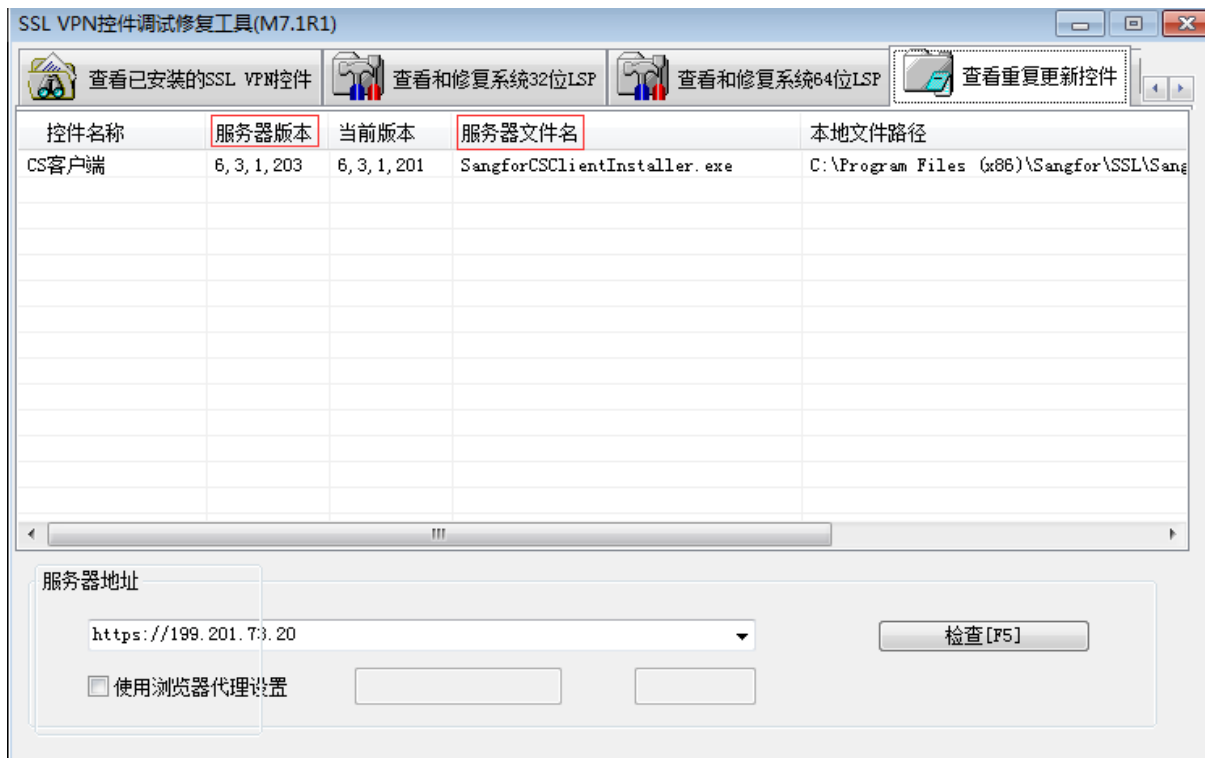 SSL VPN控件调试修复工具(M7.1R1)
查看已安装的SSL VPN控件 查看和修复系统32位LSP 查看和修复系统64位LSP 查看重复更新控件
控件名称 服务器版本 当前版本 服务器文件名 本地文件路径
CS客户端 6,3,1,203 6,3,1,201 SangforCSClientInstaller.exe C:\Program Files (x86)\Sangfor\SSL\Sang
服务器地址
https://199.201.73.20 检查[F5]
使用浏览器代理设置